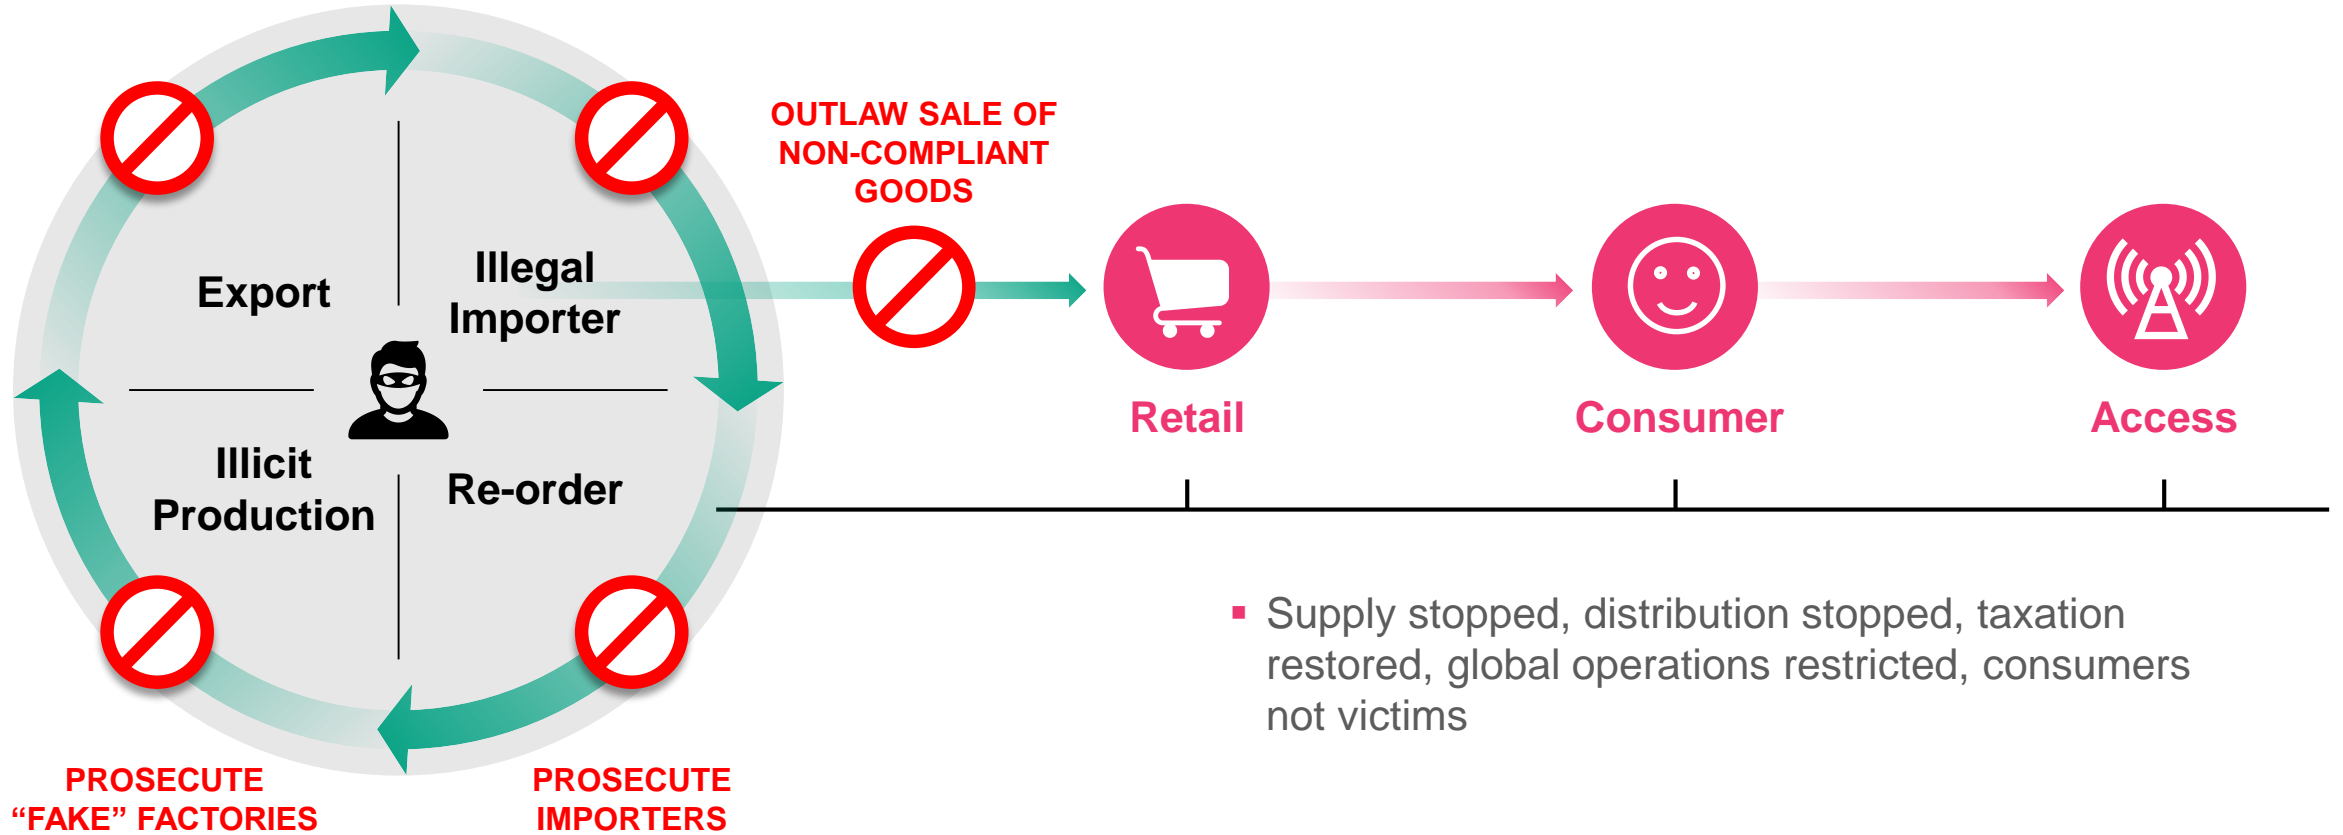 OUTLAW SALE OF
NON-COMPLIANT
GOODS
Export
Illegal
Importer
Illicit
Production
Re-order
Retail
Consumer
Access
▪ Supply stopped, distribution stopped, taxation
restored, global operations restricted, consumers
not victims
PROSECUTE
“FAKE” FACTORIES
PROSECUTE
IMPORTERS